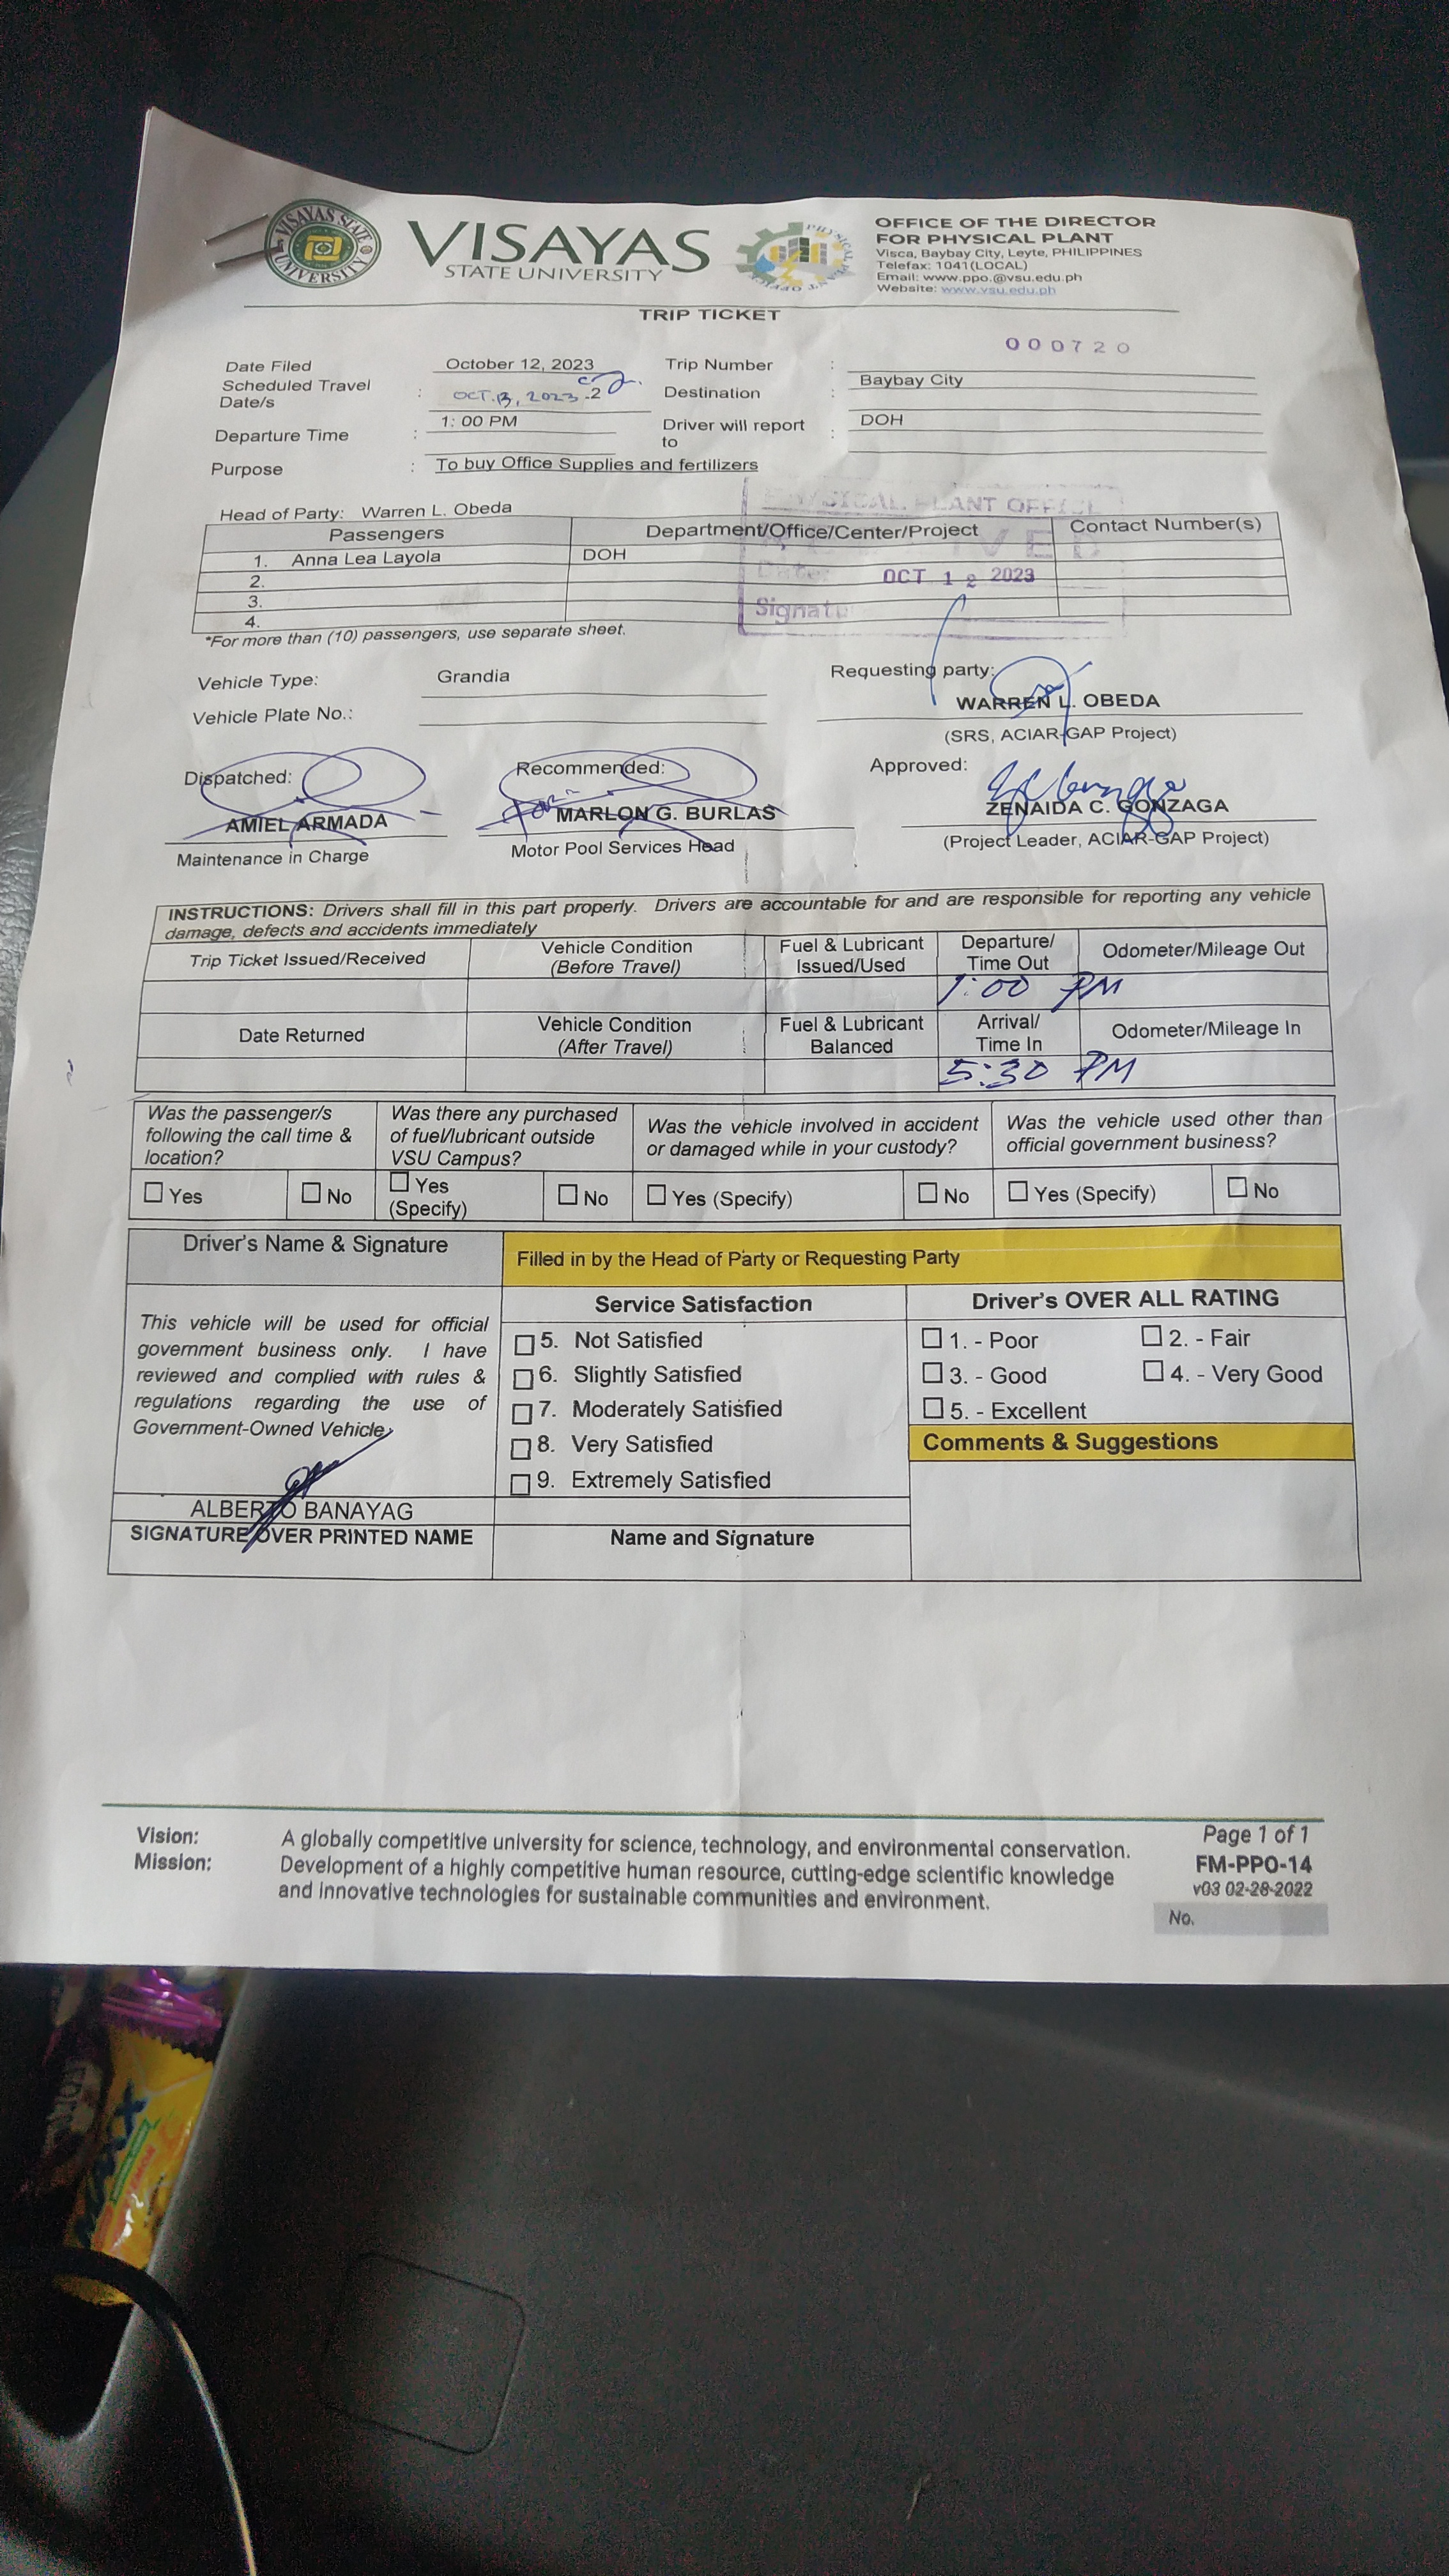 VISAYAS STATE UNIVERSITY
VISAYAS
STATE UNIVERSITY
PHYSICAL PLANT OFFICE
OFFICE OF THE DIRECTOR
FOR PHYSICAL PLANT
Visca, Baybay City, Leyte, PHILIPPINES
Telefax: 1041(LOCAL)
Email: www.ppo.@vsu.edu.ph
Website: www.vsu.edu.ph
TRIP TICKET
000720
Date Filed October 12, 2023 Trip Number :
Scheduled Travel Date/s : OCT. 13, 2023 Destination : Baybay City
Departure Time : 1: 00 PM Driver will report to : DOH
Purpose : To buy Office Supplies and fertilizers
Head of Party: Warren L. Obeda
Passengers Department/Office/Center/Project Contact Number(s)
1. Anna Lea Layola DOH
2.
3.
4.
PHYSICAL PLANT OFFICE
Date: OCT 12 2023
*For more than (10) passengers, use separate sheet.
Vehicle Type: Grandia
Vehicle Plate No.:
Requesting party:
WARREN L. OBEDA
(SRS, ACIAR-GAP Project)
Dispatched: Recommended: Approved:
AMIEL ARMADA MARLON G. BURLAS ZENAIDA C. GONZAGA
Maintenance in Charge Motor Pool Services Head (Project Leader, ACIAR-GAP Project)
INSTRUCTIONS: Drivers shall fill in this part properly. Drivers are accountable for and are responsible for reporting any vehicle
damage, defects and accidents immediately
Trip Ticket Issued/Received Vehicle Condition (Before Travel) Fuel & Lubricant Issued/Used Departure/ Time Out Odometer/Mileage Out
1:00 PM
Date Returned Vehicle Condition (After Travel) Fuel & Lubricant Balanced Arrival/ Time In Odometer/Mileage In
5:30 PM
Was the passenger/s following the call time & location? Was there any purchased of fuel/lubricant outside VSU Campus? Was the vehicle involved in accident or damaged while in your custody? Was the vehicle used other than official government business?
Yes No Yes (Specify) No Yes (Specify) No Yes (Specify) No
Driver's Name & Signature
Filled in by the Head of Party or Requesting Party
This vehicle will be used for official
government business only. I have
reviewed and complied with rules &
regulations regarding the use of
Government-Owned Vehicle
ALBERTO BANAYAG
SIGNATURE OVER PRINTED NAME
Service Satisfaction
5. Not Satisfied
6. Slightly Satisfied
7. Moderately Satisfied
8. Very Satisfied
9. Extremely Satisfied
Name and Signature
Driver's OVER ALL RATING
1. - Poor 2. - Fair
3. - Good 4. - Very Good
5. - Excellent
Comments & Suggestions
Vision: A globally competitive university for science, technology, and environmental conservation.
Mission: Development of a highly competitive human resource, cutting-edge scientific knowledge
and innovative technologies for sustainable communities and environment.
Page 1 of 1
FM-PPO-14
v03 02-28-2022
No.